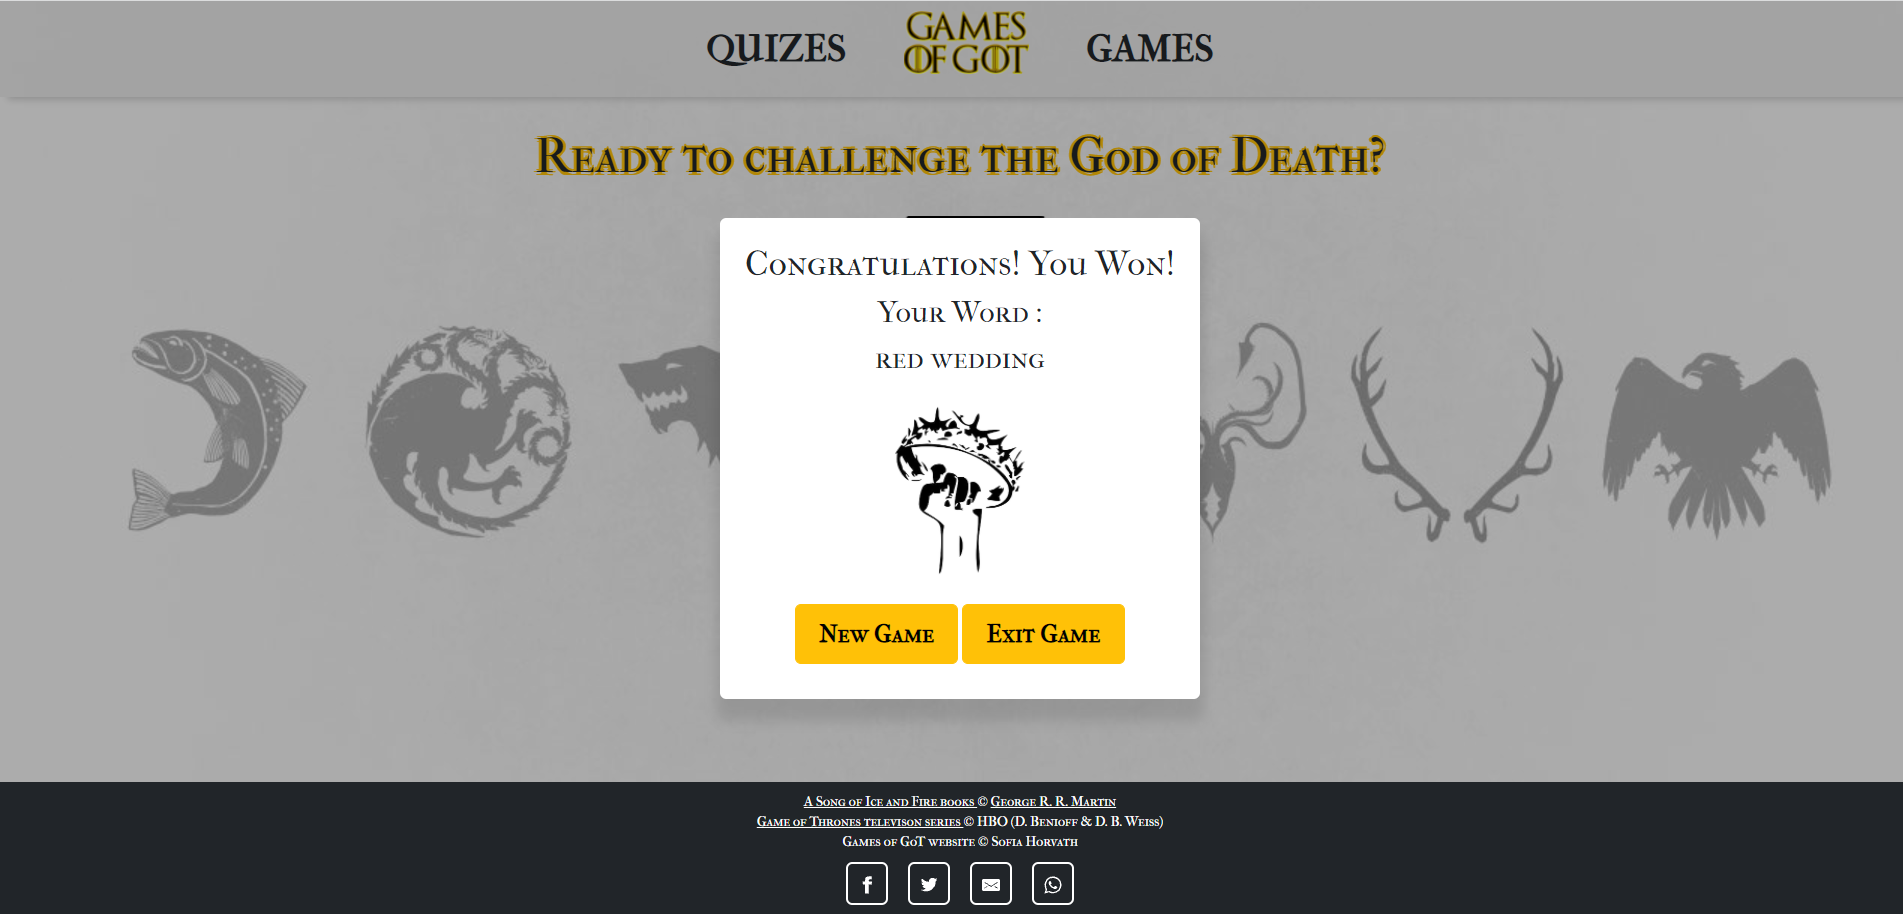 QUIZES
GAMES
OF GOT
GAMES
Ready to challenge the God of Death?
Congratulations! You Won!
Your Word :
red wedding
New Game
Exit Game
A Song of Ice and Fire books © George R. R. Martin
Game of Thrones televison series © HBO (D. Benioff & D. B. Weiss)
Games of GoT website © Sofia Horvath